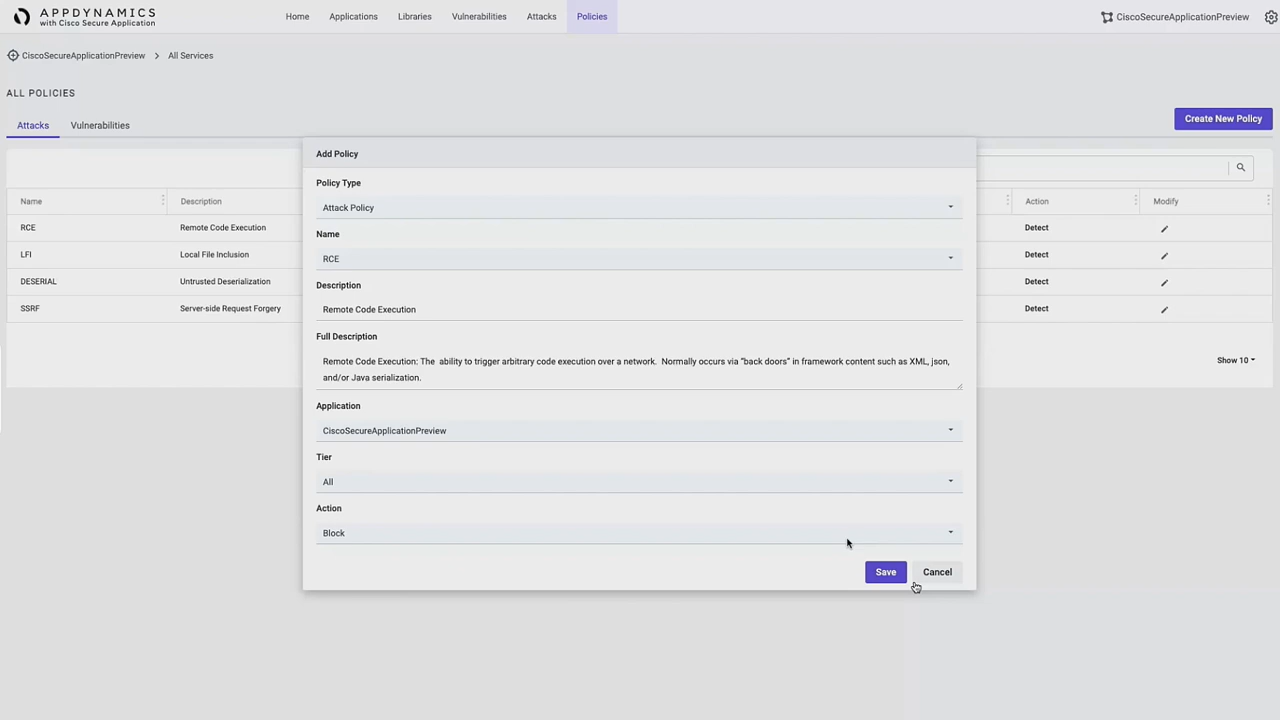 APPDYNAMICS
with Cisco Secure Application
Home Applications Libraries Vulnerabilities Attacks Policies
CiscoSecureApplicationPreview
CiscoSecureApplicationPreview > All Services
ALL POLICIES
Attacks Vulnerabilities
Create New Policy
Name Description Action Modify
RCE Remote Code Execution Detect
LFI Local File Inclusion Detect
DESERIAL Untrusted Deserialization Detect
SSRF Server-side Request Forgery Detect
Show 10
Add Policy
Policy Type
Attack Policy
Name
RCE
Description
Remote Code Execution
Full Description
Remote Code Execution: The ability to trigger arbitrary code execution over a network. Normally occurs via “back doors” in framework content such as XML, json,
and/or Java serialization.
Application
CiscoSecureApplicationPreview
Tier
All
Action
Block
Save Cancel